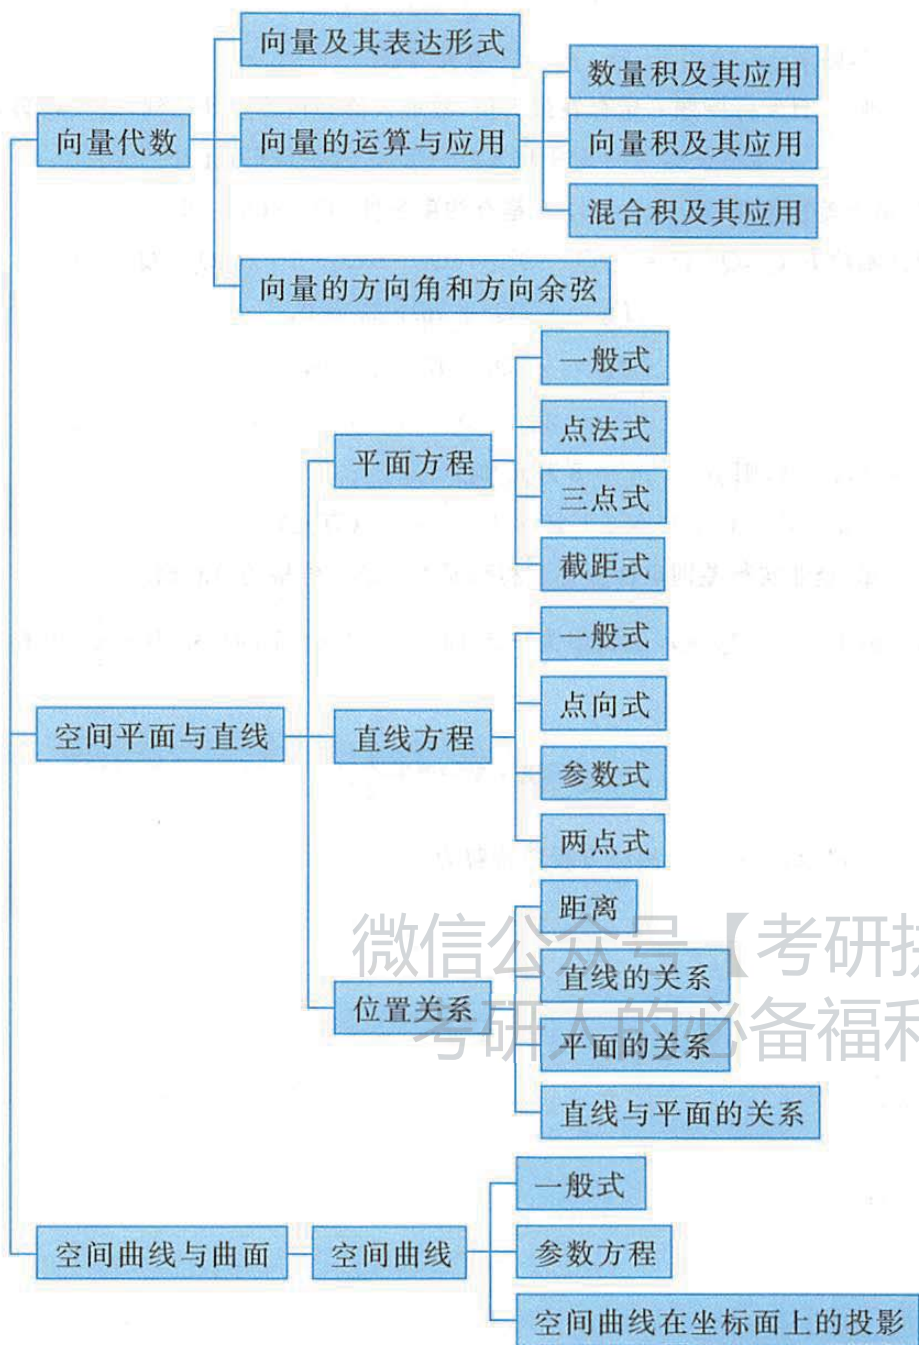 向量代数
向量及其表达形式
向量的运算与应用
数量积及其应用
向量积及其应用
混合积及其应用
向量的方向角和方向余弦
空间平面与直线
平面方程
一般式
点法式
三点式
截距式
直线方程
一般式
点向式
参数式
两点式
位置关系
距离
直线的关系
平面的关系
直线与平面的关系
空间曲线与曲面
空间曲线
一般式
参数方程
空间曲线在坐标面上的投影
微信公众号【考研
考研人的必备福利